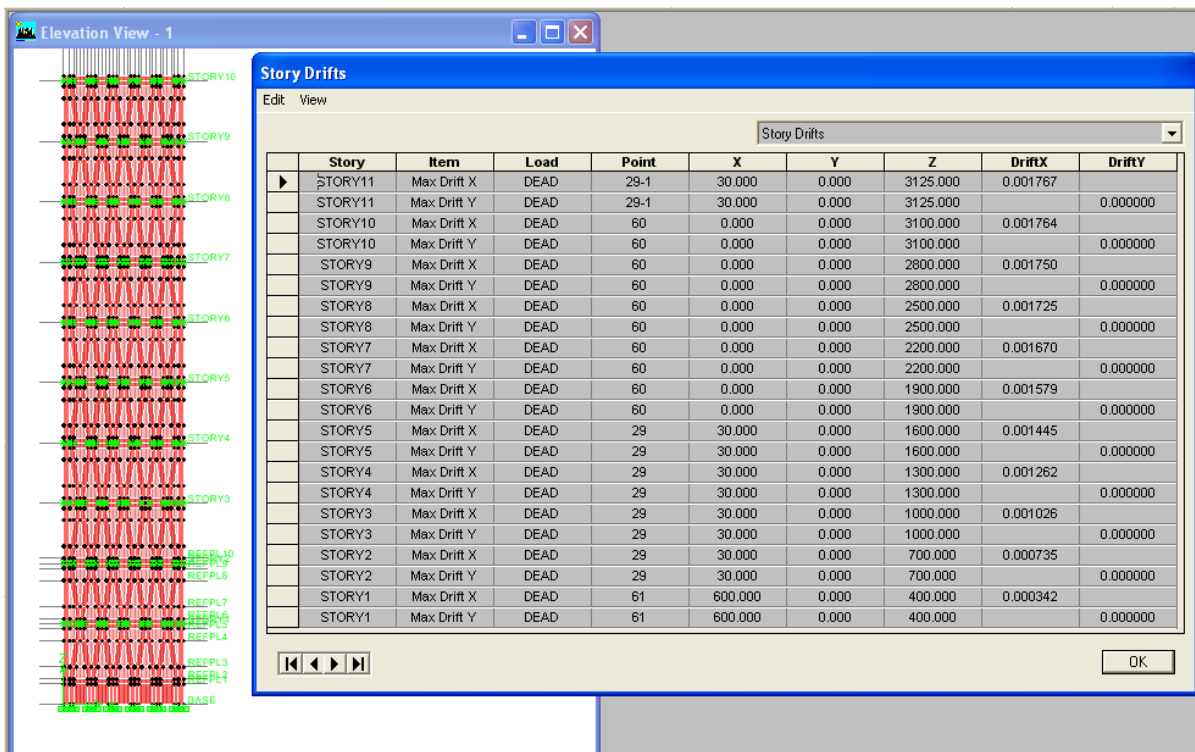 Elevation View - 1
STORY10
STORY9
STORY8
STORY7
STORY6
STORY5
STORY4
STORY3
REFPL8
REFPL7
REFPL4
REFPL3
BASE
Story Drifts
Edit View
Story Drifts
Story Item Load Point X Y Z DriftX DriftY
STORY11 Max Drift X DEAD 29-1 30.000 0.000 3125.000 0.001767
STORY11 Max Drift Y DEAD 29-1 30.000 0.000 3125.000 0.000000
STORY10 Max Drift X DEAD 60 0.000 0.000 3100.000 0.001764
STORY10 Max Drift Y DEAD 60 0.000 0.000 3100.000 0.000000
STORY9 Max Drift X DEAD 60 0.000 0.000 2800.000 0.001750
STORY9 Max Drift Y DEAD 60 0.000 0.000 2800.000 0.000000
STORY8 Max Drift X DEAD 60 0.000 0.000 2500.000 0.001725
STORY8 Max Drift Y DEAD 60 0.000 0.000 2500.000 0.000000
STORY7 Max Drift X DEAD 60 0.000 0.000 2200.000 0.001670
STORY7 Max Drift Y DEAD 60 0.000 0.000 2200.000 0.000000
STORY6 Max Drift X DEAD 60 0.000 0.000 1900.000 0.001579
STORY6 Max Drift Y DEAD 60 0.000 0.000 1900.000 0.000000
STORY5 Max Drift X DEAD 29 30.000 0.000 1600.000 0.001445
STORY5 Max Drift Y DEAD 29 30.000 0.000 1600.000 0.000000
STORY4 Max Drift X DEAD 29 30.000 0.000 1300.000 0.001262
STORY4 Max Drift Y DEAD 29 30.000 0.000 1300.000 0.000000
STORY3 Max Drift X DEAD 29 30.000 0.000 1000.000 0.001026
STORY3 Max Drift Y DEAD 29 30.000 0.000 1000.000 0.000000
STORY2 Max Drift X DEAD 29 30.000 0.000 700.000 0.000735
STORY2 Max Drift Y DEAD 29 30.000 0.000 700.000 0.000000
STORY1 Max Drift X DEAD 61 600.000 0.000 400.000 0.000342
STORY1 Max Drift Y DEAD 61 600.000 0.000 400.000 0.000000
OK